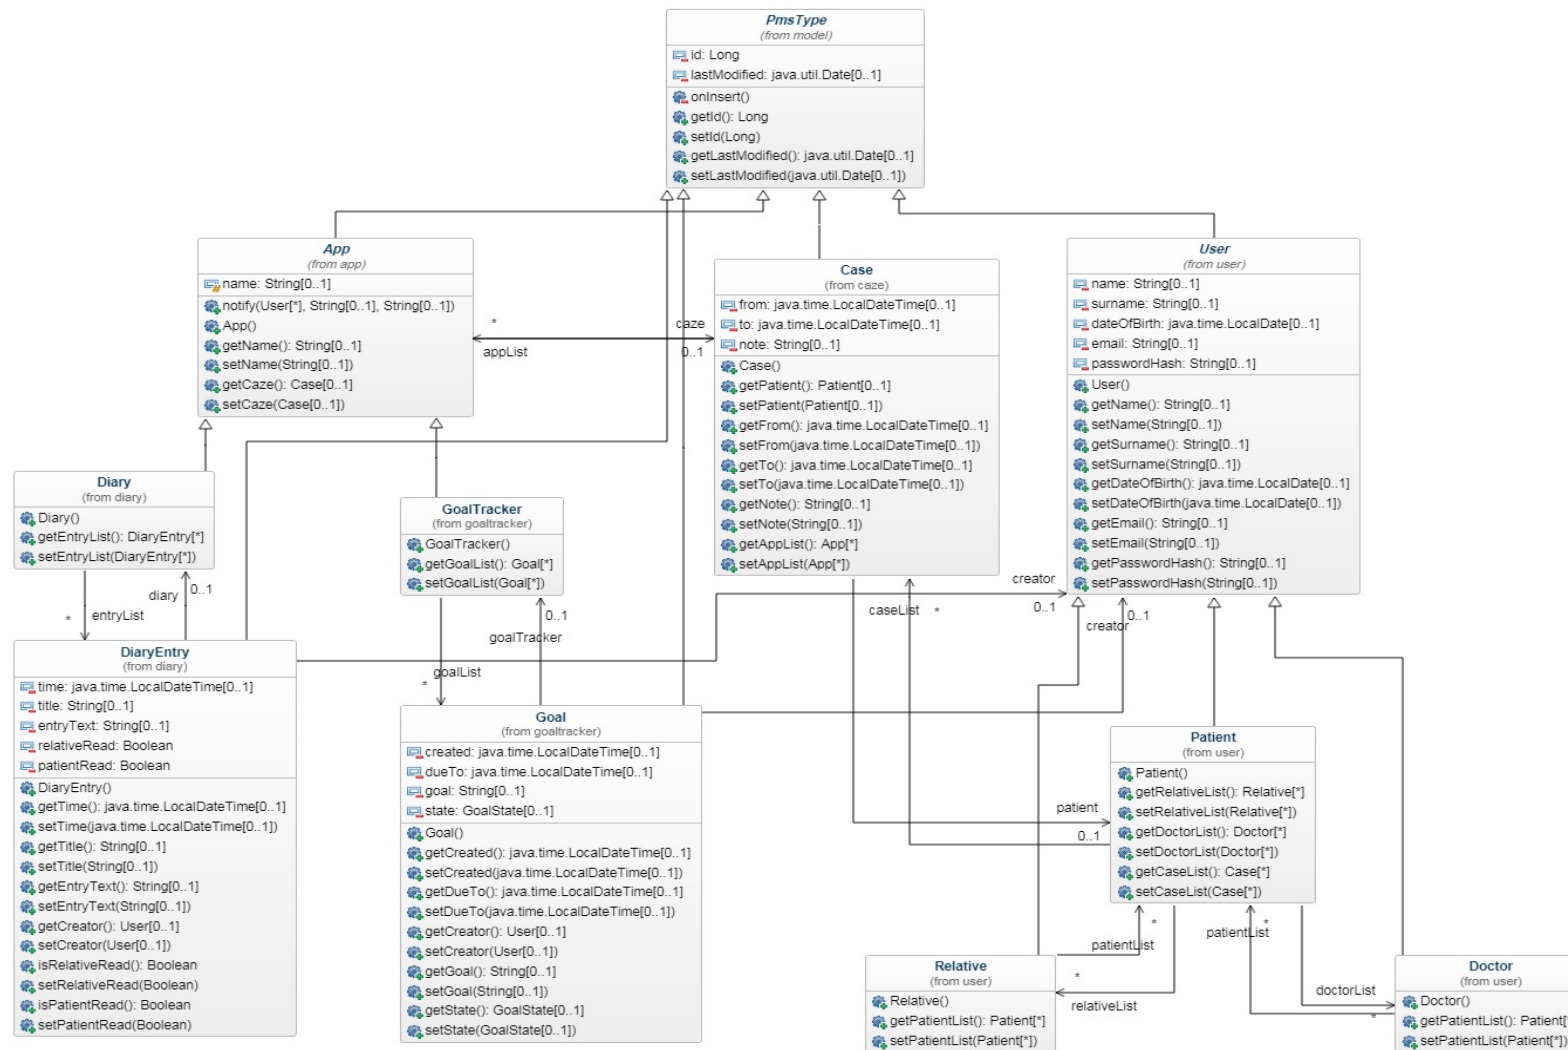 PmsType
(from model)
id: Long
lastModified: java.util.Date[0..1]
onInsert()
getId(): Long
setId(Long)
getLastModified(): java.util.Date[0..1]
setLastModified(java.util.Date[0..1])
App
(from app)
name: String[0..1]
notify(User[*], String[0..1], String[0..1])
App()
getName(): String[0..1]
setName(String[0..1])
getCaze(): Case[0..1]
setCaze(Case[0..1])
*
appList
caze
0..1
Case
(from caze)
from: java.time.LocalDateTime[0..1]
to: java.time.LocalDateTime[0..1]
note: String[0..1]
Case()
getPatient(): Patient[0..1]
setPatient(Patient[0..1])
getFrom(): java.time.LocalDateTime[0..1]
setFrom(java.time.LocalDateTime[0..1])
getTo(): java.time.LocalDateTime[0..1]
setTo(java.time.LocalDateTime[0..1])
getNote(): String[0..1]
setNote(String[0..1])
getAppList(): App[*]
setAppList(App[*])
User
(from user)
name: String[0..1]
surname: String[0..1]
dateOfBirth: java.time.LocalDate[0..1]
email: String[0..1]
passwordHash: String[0..1]
User()
getName(): String[0..1]
setName(String[0..1])
getSurname(): String[0..1]
setSurname(String[0..1])
getDateOfBirth(): java.time.LocalDate[0..1]
setDateOfBirth(java.time.LocalDate[0..1])
getEmail(): String[0..1]
setEmail(String[0..1])
getPasswordHash(): String[0..1]
setPasswordHash(String[0..1])
Diary
(from diary)
Diary()
getEntryList(): DiaryEntry[*]
setEntryList(DiaryEntry[*])
diary
0..1
*
entryList
GoalTracker
(from goaltracker)
GoalTracker()
getGoalList(): Goal[*]
setGoalList(Goal[*])
0..1
goalTracker
goalList
*
creator
0..1
caseList
*
creator
0..1
DiaryEntry
(from diary)
time: java.time.LocalDateTime[0..1]
title: String[0..1]
entryText: String[0..1]
relativeRead: Boolean
patientRead: Boolean
DiaryEntry()
getTime(): java.time.LocalDateTime[0..1]
setTime(java.time.LocalDateTime[0..1])
getTitle(): String[0..1]
setTitle(String[0..1])
getEntryText(): String[0..1]
setEntryText(String[0..1])
getCreator(): User[0..1]
setCreator(User[0..1])
isRelativeRead(): Boolean
setRelativeRead(Boolean)
isPatientRead(): Boolean
setPatientRead(Boolean)
Goal
(from goaltracker)
created: java.time.LocalDateTime[0..1]
dueTo: java.time.LocalDateTime[0..1]
goal: String[0..1]
state: GoalState[0..1]
Goal()
getCreated(): java.time.LocalDateTime[0..1]
setCreated(java.time.LocalDateTime[0..1])
getDueTo(): java.time.LocalDateTime[0..1]
setDueTo(java.time.LocalDateTime[0..1])
getCreator(): User[0..1]
setCreator(User[0..1])
getGoal(): String[0..1]
setGoal(String[0..1])
getState(): GoalState[0..1]
setState(GoalState[0..1])
patient
0..1
Patient
(from user)
Patient()
getRelativeList(): Relative[*]
setRelativeList(Relative[*])
getDoctorList(): Doctor[*]
setDoctorList(Doctor[*])
getCaseList(): Case[*]
setCaseList(Case[*])
*
patientList
*
relativeList
*
patientList
doctorList
*
Relative
(from user)
Relative()
getPatientList(): Patient[*]
setPatientList(Patient[*])
Doctor
(from user)
Doctor()
getPatientList(): Patient[
setPatientList(Patient[*])